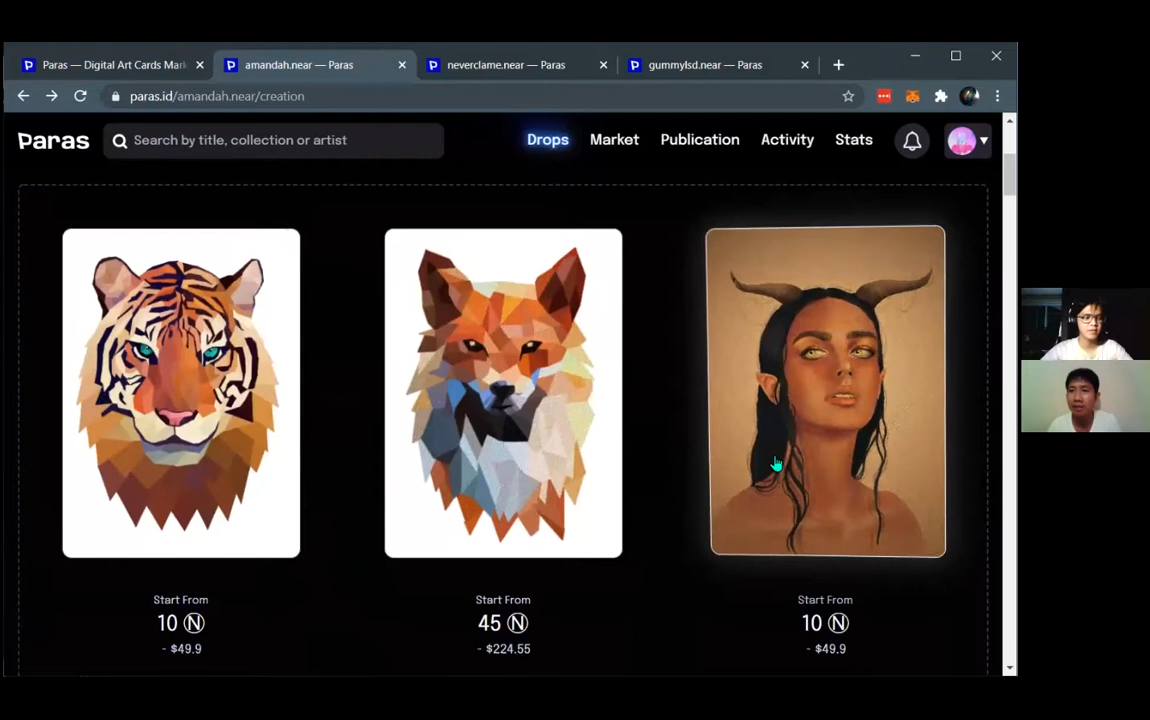 Paras — Digital Art Cards Mark
amandah.near — Paras
neverclame.near — Paras
gummylsd.near — Paras
paras.id/amandah.near/creation
Paras
Search by title, collection or artist
Drops
Market
Publication
Activity
Stats
Start From
10 N
- $49.9
Start From
45 N
- $224.55
Start From
10 N
- $49.9